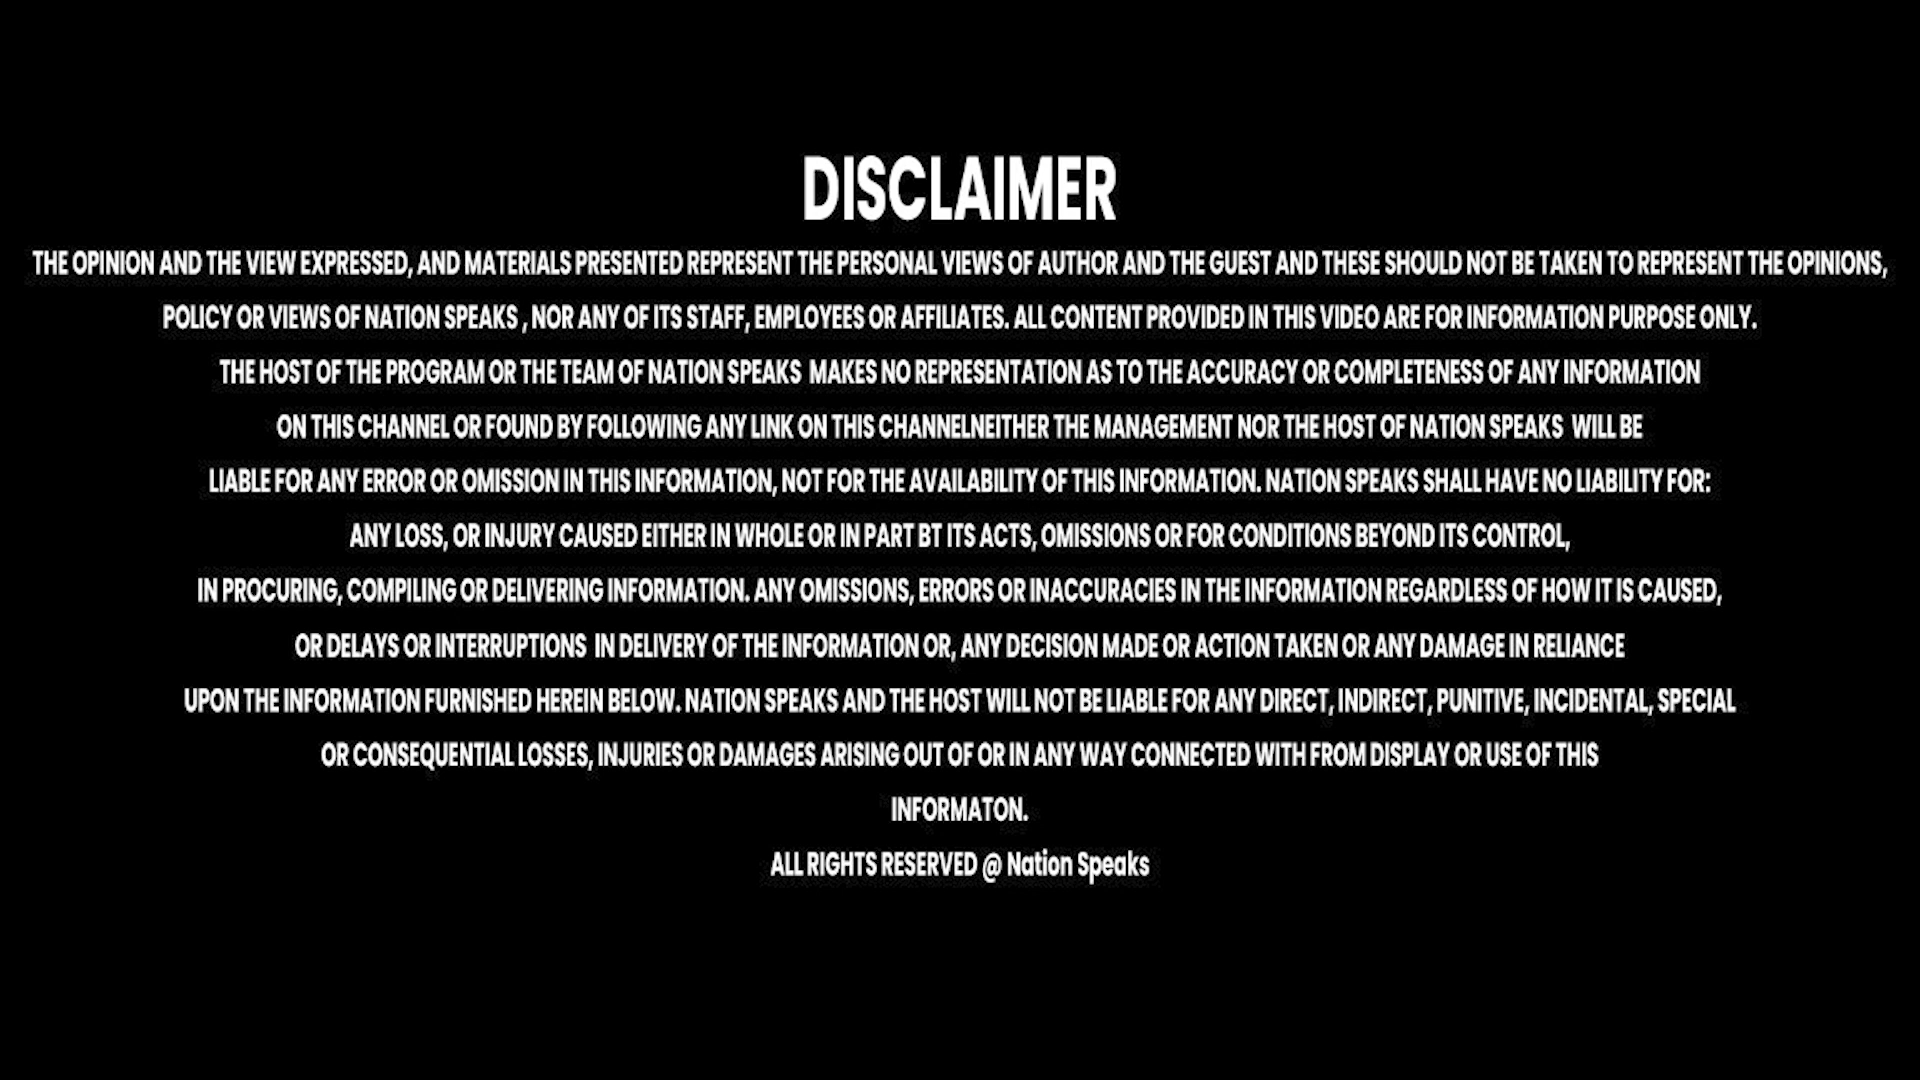 DISCLAIMER
THE OPINION AND THE VIEW EXPRESSED, AND MATERIALS PRESENTED REPRESENT THE PERSONAL VIEWS OF AUTHOR AND THE GUEST AND THESE SHOULD NOT BE TAKEN TO REPRESENT THE OPINIONS,
POLICY OR VIEWS OF NATION SPEAKS , NOR ANY OF ITS STAFF, EMPLOYEES OR AFFILIATES. ALL CONTENT PROVIDED IN THIS VIDEO ARE FOR INFORMATION PURPOSE ONLY.
THE HOST OF THE PROGRAM OR THE TEAM OF NATION SPEAKS MAKES NO REPRESENTATION AS TO THE ACCURACY OR COMPLETENESS OF ANY INFORMATION
ON THIS CHANNEL OR FOUND BY FOLLOWING ANY LINK ON THIS CHANNELNEITHER THE MANAGEMENT NOR THE HOST OF NATION SPEAKS WILL BE
LIABLE FOR ANY ERROR OR OMISSION IN THIS INFORMATION, NOT FOR THE AVAILABILITY OF THIS INFORMATION. NATION SPEAKS SHALL HAVE NO LIABILITY FOR:
ANY LOSS, OR INJURY CAUSED EITHER IN WHOLE OR IN PART BT ITS ACTS, OMISSIONS OR FOR CONDITIONS BEYOND ITS CONTROL,
IN PROCURING, COMPILING OR DELIVERING INFORMATION. ANY OMISSIONS, ERRORS OR INACCURACIES IN THE INFORMATION REGARDLESS OF HOW IT IS CAUSED,
OR DELAYS OR INTERRUPTIONS IN DELIVERY OF THE INFORMATION OR, ANY DECISION MADE OR ACTION TAKEN OR ANY DAMAGE IN RELIANCE
UPON THE INFORMATION FURNISHED HEREIN BELOW. NATION SPEAKS AND THE HOST WILL NOT BE LIABLE FOR ANY DIRECT, INDIRECT, PUNITIVE, INCIDENTAL, SPECIAL
OR CONSEQUENTIAL LOSSES, INJURIES OR DAMAGES ARISING OUT OF OR IN ANY WAY CONNECTED WITH FROM DISPLAY OR USE OF THIS
INFORMATON.
ALL RIGHTS RESERVED @ Nation Speaks